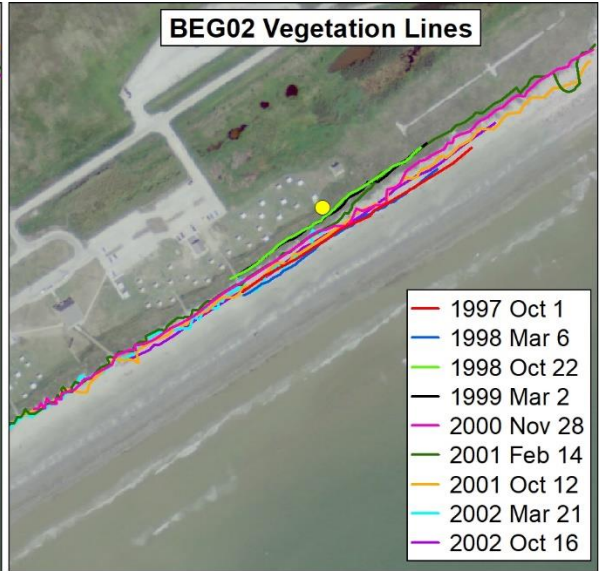 BEG02 Vegetation Lines
1997 Oct 1
1998 Mar 6
1998 Oct 22
1999 Mar 2
2000 Nov 28
2001 Feb 14
2001 Oct 12
2002 Mar 21
2002 Oct 16